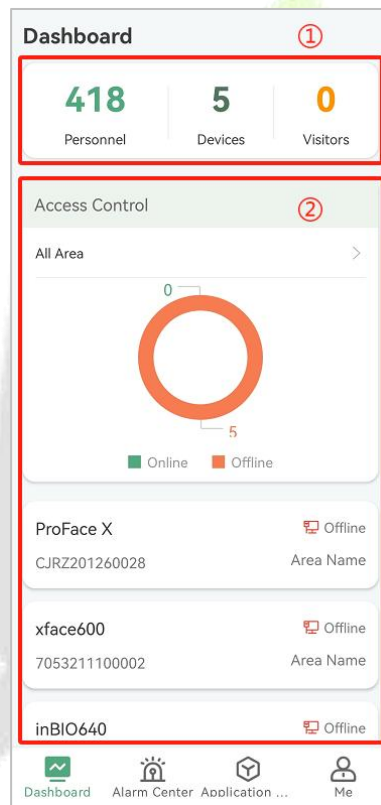 Dashboard ①
418 5 0
Personnel Devices Visitors
Access Control ②
All Area
0
5
Online Offline
ProFace X Offline
CJRZ201260028 Area Name
xface600 Offline
7053211100002 Area Name
inBIO640 Offline
Dashboard Alarm Center Application ... Me